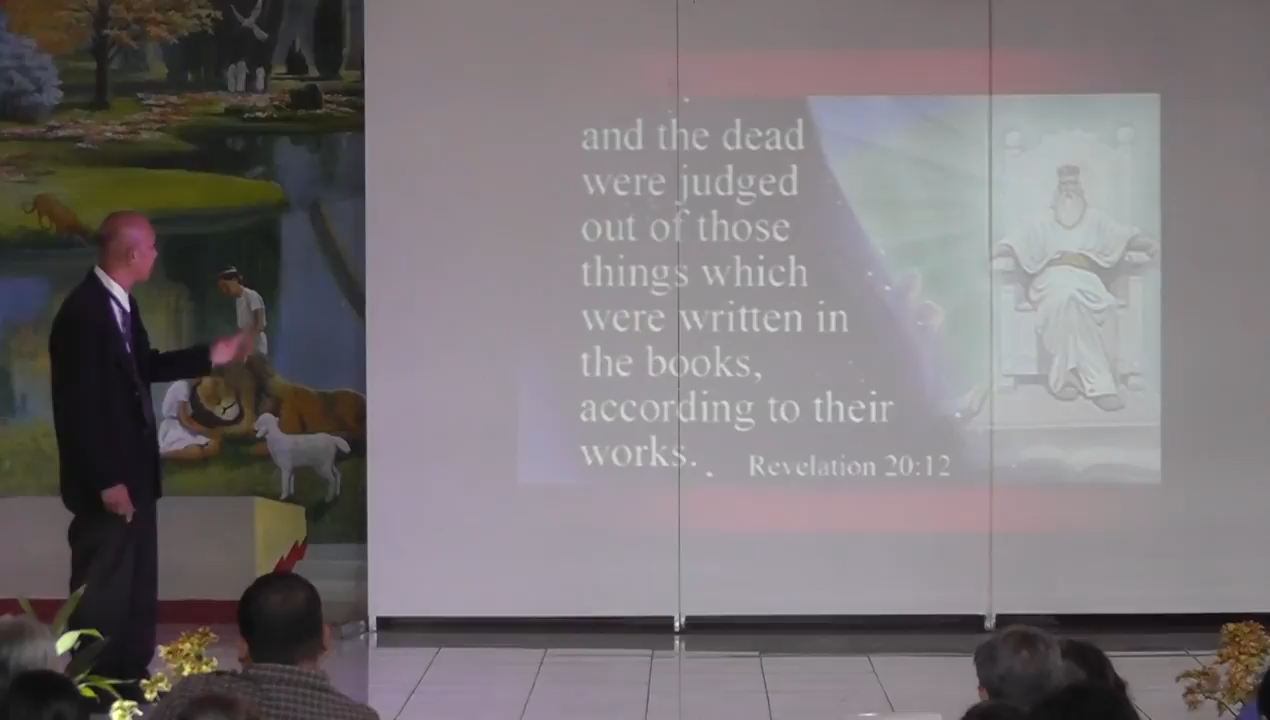 and the dead
were judged
out of those
things which
were written in
the books,
according to their
works.
Revelation 20:12